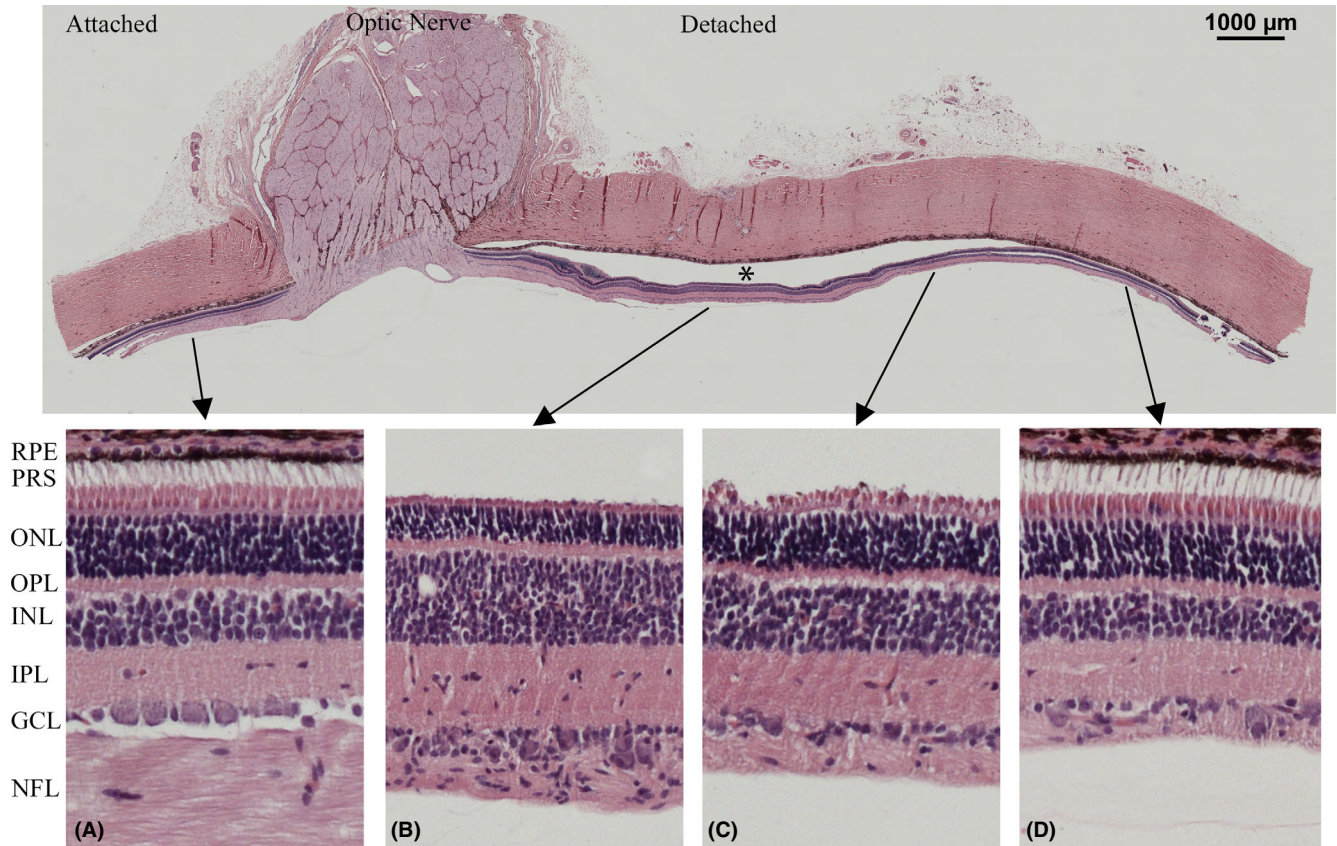 Attached Optic Nerve Detached 1000 µm
*
RPE
PRS
ONL
OPL
INL
IPL
GCL
NFL
(A) (B) (C) (D)